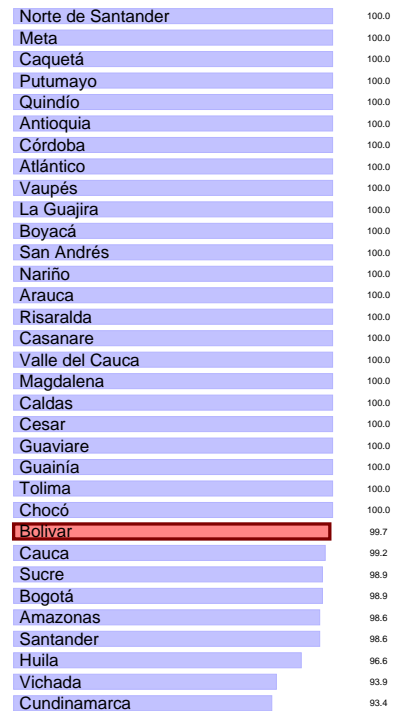 Norte de Santander 100.0
Meta 100.0
Caquetá 100.0
Putumayo 100.0
Quindío 100.0
Antioquia 100.0
Córdoba 100.0
Atlántico 100.0
Vaupés 100.0
La Guajira 100.0
Boyacá 100.0
San Andrés 100.0
Nariño 100.0
Arauca 100.0
Risaralda 100.0
Casanare 100.0
Valle del Cauca 100.0
Magdalena 100.0
Caldas 100.0
Cesar 100.0
Guaviare 100.0
Guainía 100.0
Tolima 100.0
Chocó 100.0
Bolivar 99.7
Cauca 99.2
Sucre 98.9
Bogotá 98.9
Amazonas 98.6
Santander 98.6
Huila 96.6
Vichada 93.9
Cundinamarca 93.4